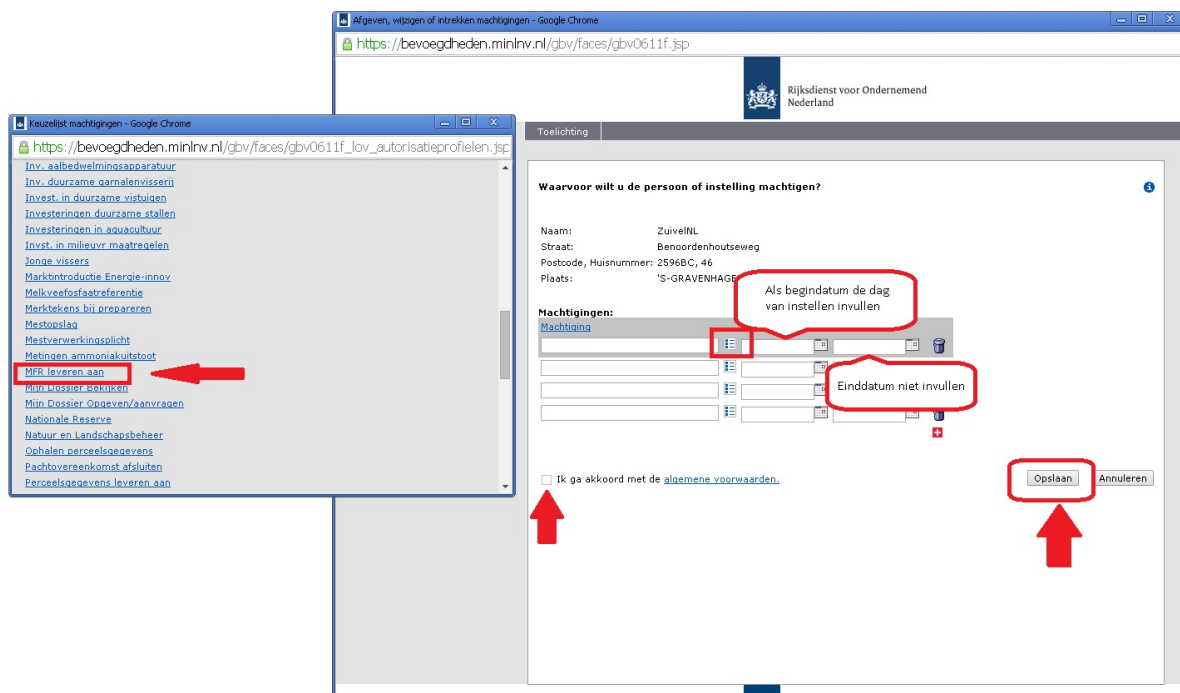 Afgeven, wijzigen of intrekken machtigingen - Google Chrome
https://bevoegdheden.minlnv.nl/gbv/faces/gbv0611f.jsp
Rijksdienst voor Ondernemend
Nederland
Toelichting
Waarvoor wilt u de persoon of instelling machtigen?
Naam: ZuivelNL
Straat: Benoordenhoutseweg
Postcode, Huisnummer: 2596BC, 46
Plaats: 'S-GRAVENHAGE
Als begindatum de dag
van instellen invullen
Machtigingen:
Machtiging
Einddatum niet invullen
Ik ga akkoord met de algemene voorwaarden.
Opslaan
Annuleren
Keuzelijst machtigingen - Google Chrome
https://bevoegdheden.minlnv.nl/gbv/faces/gbv0611f_lov_autorisatieprofielen.jsp
Inv. aalbedwelmingsapparatuur
Inv. duurzame garnalenvisserij
Invest. in duurzame vistuigen
Investeringen duurzame stallen
Investeringen in aquacultuur
Invst. in milieuvr maatregelen
Jonge vissers
Marktintroductie Energie-innov
Melkveefosfaatreferentie
Merktekens bij prepareren
Mestopslag
Mestverwerkingsplicht
Metingen ammoniakuitstoot
MFR leveren aan
Mijn Dossier Bekijken
Mijn Dossier Opgeven/aanvragen
Nationale Reserve
Natuur en Landschapsbeheer
Ophalen perceelsgegevens
Pachtovereenkomst afsluiten
Perceelsgegevens leveren aan